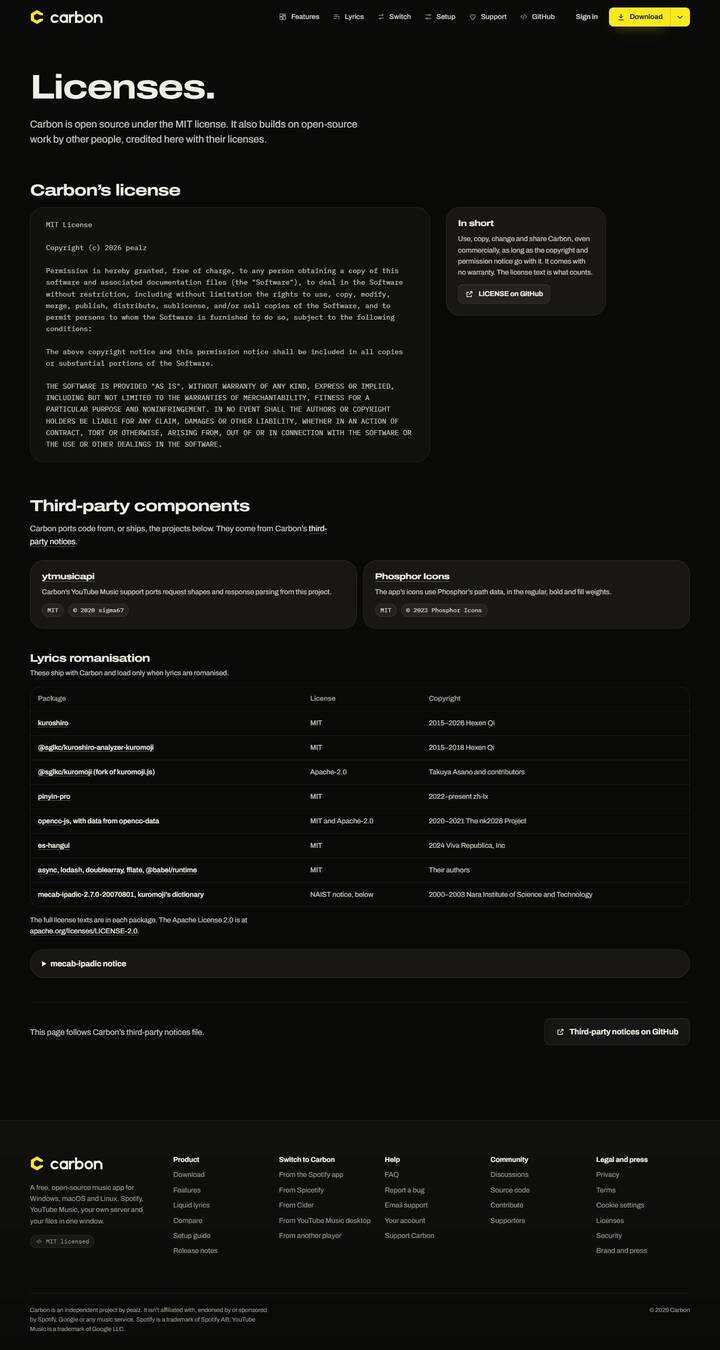 carbon
Features
Lyrics
Switch
Setup
Support
GitHub
Sign in
Download
Licenses.
Carbon is open source under the MIT license. It also builds on open-source
work by other people, credited here with their licenses.
Carbon's license
MIT License
Copyright (c) 2026 pealz
Permission is hereby granted, free of charge, to any person obtaining a copy of this
software and associated documentation files (the "Software"), to deal in the Software
without restriction, including without limitation the rights to use, copy, modify,
merge, publish, distribute, sublicense, and/or sell copies of the Software, and to
permit persons to whom the Software is furnished to do so, subject to the following
conditions:
The above copyright notice and this permission notice shall be included in all copies
or substantial portions of the Software.
THE SOFTWARE IS PROVIDED "AS IS", WITHOUT WARRANTY OF ANY KIND, EXPRESS OR IMPLIED,
INCLUDING BUT NOT LIMITED TO THE WARRANTIES OF MERCHANTABILITY, FITNESS FOR A
PARTICULAR PURPOSE AND NONINFRINGEMENT. IN NO EVENT SHALL THE AUTHORS OR COPYRIGHT
HOLDERS BE LIABLE FOR ANY CLAIM, DAMAGES OR OTHER LIABILITY, WHETHER IN AN ACTION OF
CONTRACT, TORT OR OTHERWISE, ARISING FROM, OUT OF OR IN CONNECTION WITH THE SOFTWARE OR
THE USE OR OTHER DEALINGS IN THE SOFTWARE.
In short
Use, copy, change and share Carbon, even
commercially, as long as the copyright and
permission notice go with it. It comes with
no warranty. The license text is what counts.
LICENSE on GitHub
Third-party components
Carbon ports code from, or ships, the projects below. They come from Carbon's third-
party notices.
ytmusicapi
Carbon's YouTube Music support ports request shapes and response parsing from this project.
MIT © 2020 sigma67
Phosphor Icons
The app's icons use Phosphor's path data, in the regular, bold and fill weights.
MIT © 2023 Phosphor Icons
Lyrics romanisation
These ship with Carbon and load only when lyrics are romanised.
Package License Copyright
kuroshiro MIT 2015–2026 Hexen Qi
@sglkc/kuroshiro-analyzer-kuromoji MIT 2015–2018 Hexen Qi
@sglkc/kuromoji (fork of kuromoji.js) Apache-2.0 Takuya Asano and contributors
pinyin-pro MIT 2022–present zh-lx
opencc-js, with data from opencc-data MIT and Apache-2.0 2020–2021 The nk2028 Project
es-hangul MIT 2024 Viva Republica, Inc
async, lodash, doublearray, fflate, @babel/runtime MIT Their authors
mecab-ipadic-2.7.0-20070801, kuromoji's dictionary NAIST notice, below 2000–2003 Nara Institute of Science and Technology
The full license texts are in each package. The Apache License 2.0 is at
apache.org/licenses/LICENSE-2.0.
mecab-ipadic notice
This page follows Carbon's third-party notices file.
Third-party notices on GitHub
carbon
A free, open-source music app for
Windows, macOS and Linux. Spotify,
YouTube Music, your own server and
your files in one window.
MIT licensed
Product
Download
Features
Liquid lyrics
Compare
Setup guide
Release notes
Switch to Carbon
From the Spotify app
From Spicetify
From Cider
From YouTube Music desktop
From another player
Help
FAQ
Report a bug
Email support
Your account
Support Carbon
Community
Discussions
Source code
Contribute
Supporters
Legal and press
Privacy
Terms
Cookie settings
Licenses
Security
Brand and press
Carbon is an independent project by pealz. It isn't affiliated with, endorsed by or sponsored
by Spotify, Google or any music service. Spotify is a trademark of Spotify AB; YouTube
Music is a trademark of Google LLC.
© 2026 Carbon